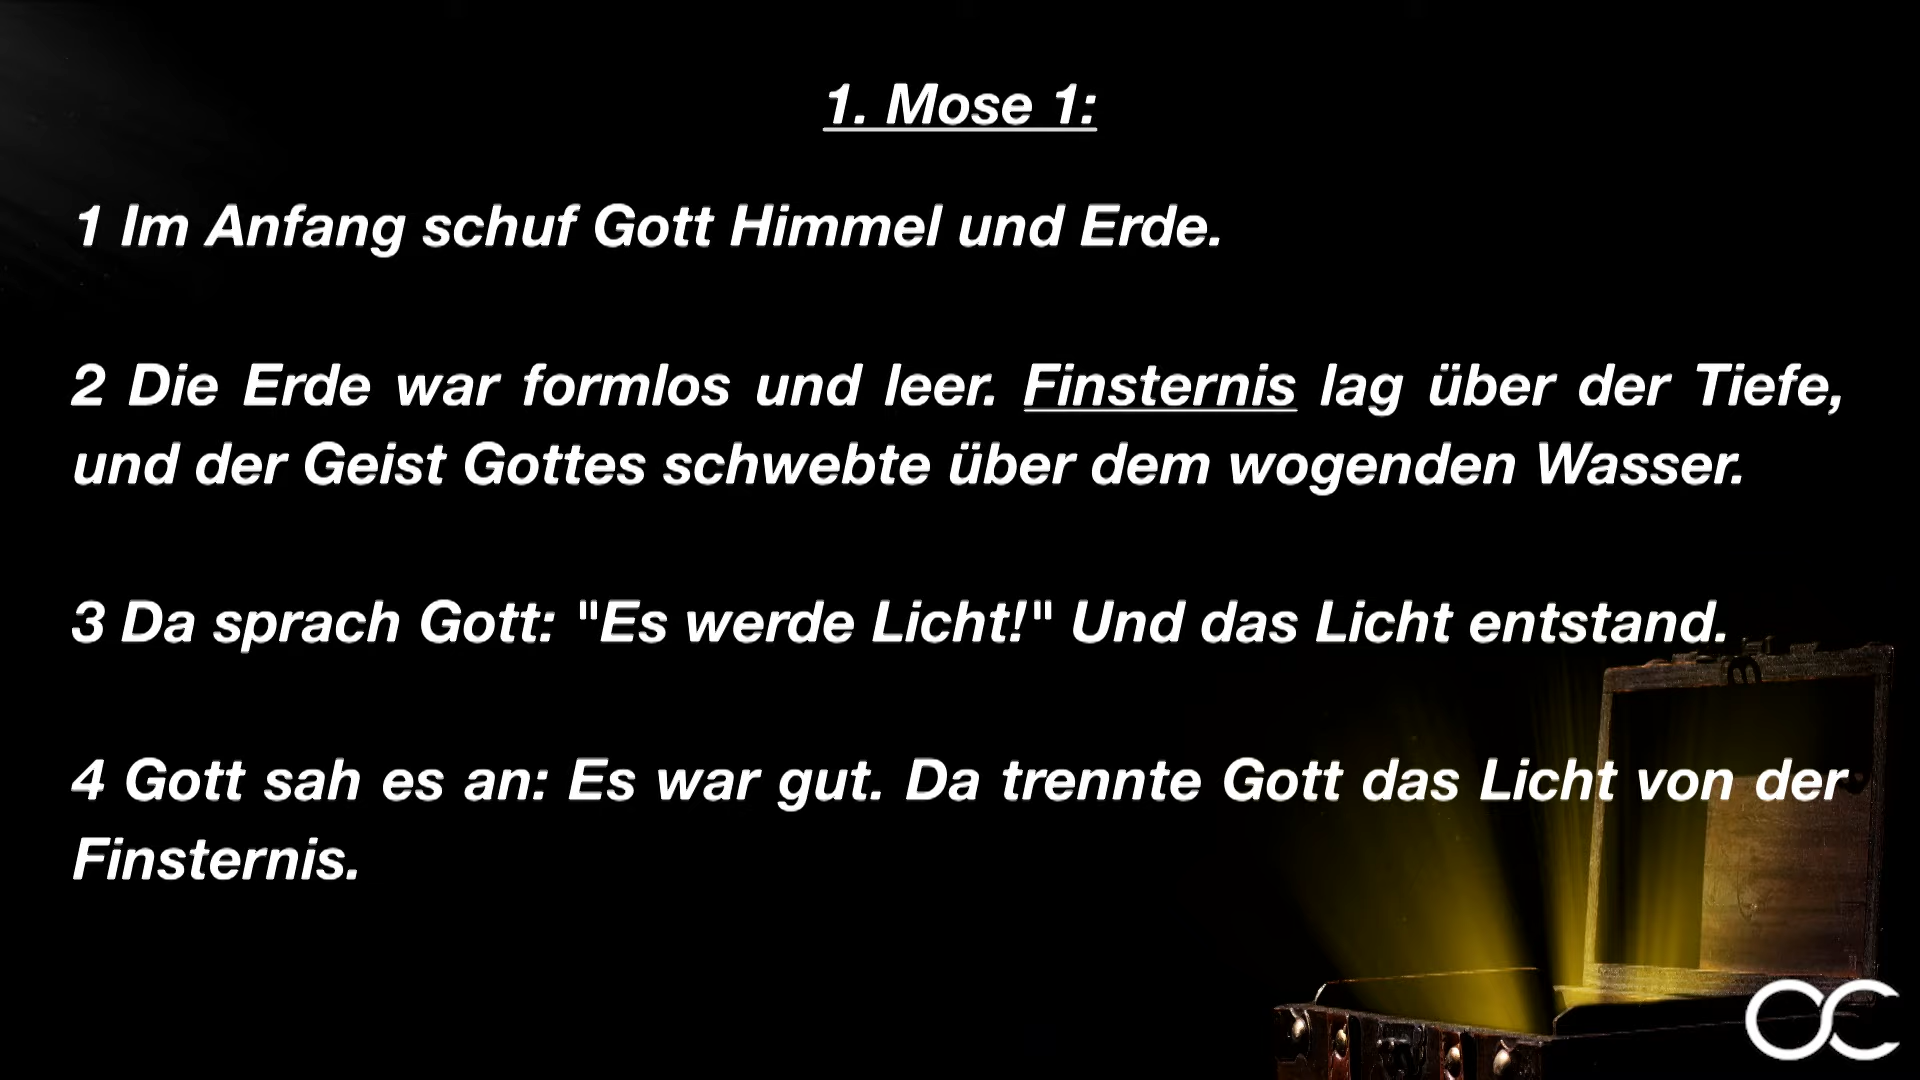 1. Mose 1:
1 Im Anfang schuf Gott Himmel und Erde.
2 Die Erde war formlos und leer. Finsternis lag über der Tiefe,
und der Geist Gottes schwebte über dem wogenden Wasser.
3 Da sprach Gott: "Es werde Licht!" Und das Licht entstand.
4 Gott sah es an: Es war gut. Da trennte Gott das Licht von der
Finsternis.
OC